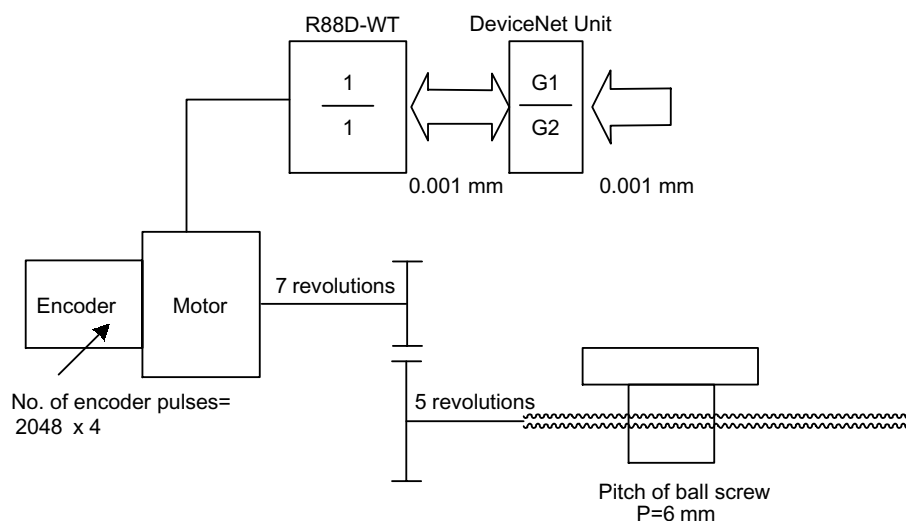 R88D-WT
DeviceNet Unit
1
1
G1
G2
0.001 mm
0.001 mm
Encoder
Motor
7 revolutions
No. of encoder pulses=
2048 x 4
5 revolutions
Pitch of ball screw
P=6 mm